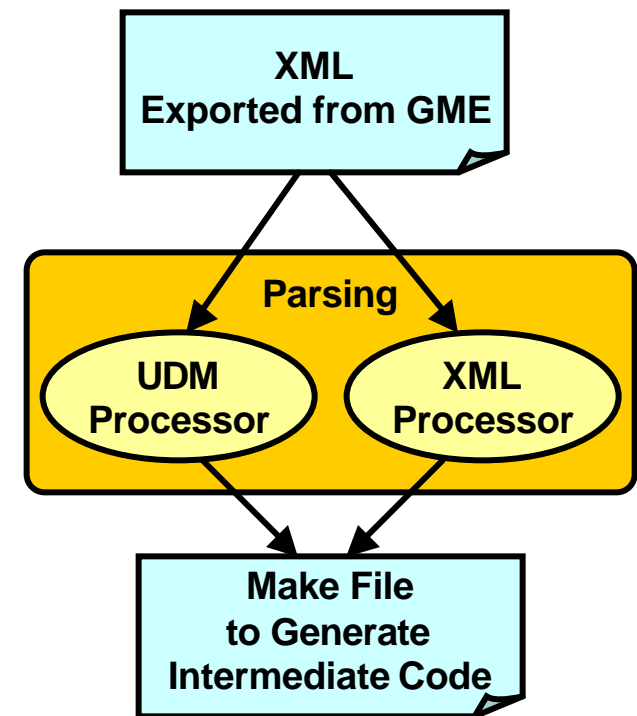 XML
Exported from GME
Parsing
UDM
Processor
XML
Processor
Make File
to Generate
Intermediate Code